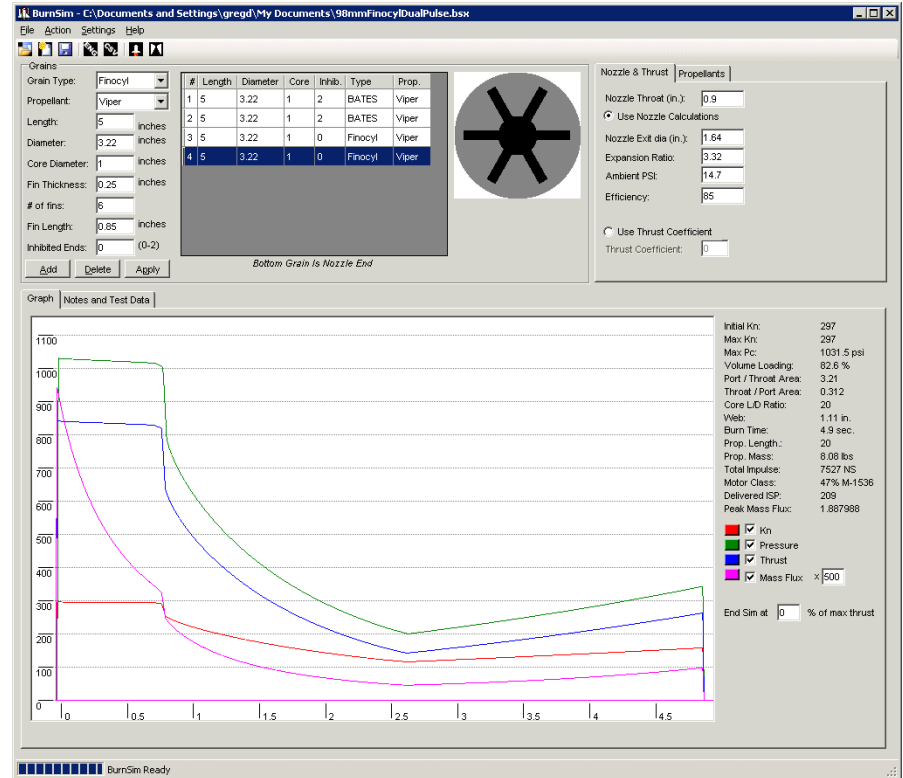 BurnSim - C:\Documents and Settings\gregd\My Documents\98mmFinocylDualPulse.bsx
File Action Settings Help
Grains
Grain Type: Finocyl
Propellant: Viper
Length: 5 inches
Diameter: 3.22 inches
Core Diameter: 1 inches
Fin Thickness: 0.25 inches
# of fins: 6
Fin Length: 0.85 inches
Inhibited Ends: 0 (0-2)
Add Delete Apply
# Length Diameter Core Inhib. Type Prop.
1 5 3.22 1 2 BATES Viper
2 5 3.22 1 2 BATES Viper
3 5 3.22 1 0 Finocyl Viper
4 5 3.22 1 0 Finocyl Viper
Bottom Grain Is Nozzle End
Nozzle & Thrust Propellants
Nozzle Throat (in.): 0.9
Use Nozzle Calculations
Nozzle Exit dia (in.): 1.64
Expansion Ratio: 3.32
Ambient PSI: 14.7
Efficiency: 85
Use Thrust Coefficient
Thrust Coefficient: 0
Graph Notes and Test Data
1100
1000
900
800
700
600
500
400
300
200
100
0
0 0.5 1 1.5 2 2.5 3 3.5 4 4.5
Initial Kn: 297
Max Kn: 297
Max Pc: 1031.5 psi
Volume Loading: 82.6 %
Port / Throat Area: 3.21
Throat / Port Area: 0.312
Core L/D Ratio: 20
Web: 1.11 in.
Burn Time: 4.9 sec.
Prop. Length.: 20
Prop. Mass: 8.08 lbs
Total Impulse: 7527 NS
Motor Class: 47% M-1536
Delivered ISP: 209
Peak Mass Flux: 1.887988
Kn
Pressure
Thrust
Mass Flux x 500
End Sim at 0 % of max thrust
BurnSim Ready